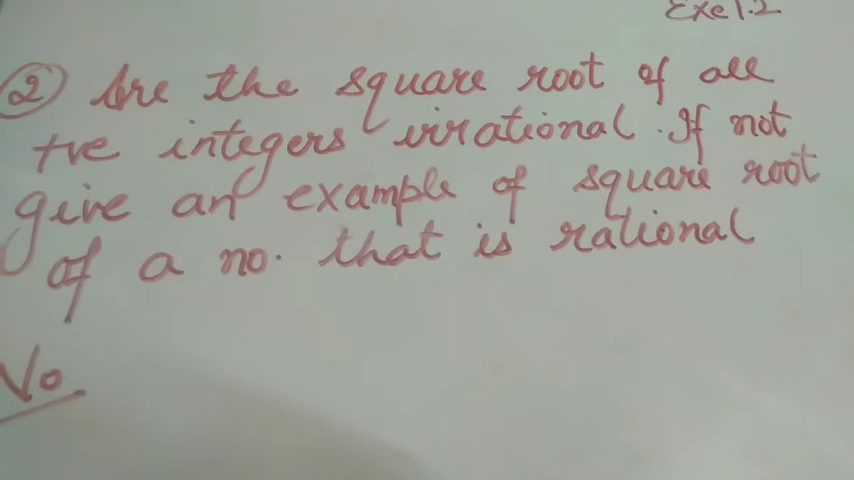 Exe 1.2
② Are the square root of all
+ve integers irrational. If not
give an example of square root
of a no. that is rational
No.